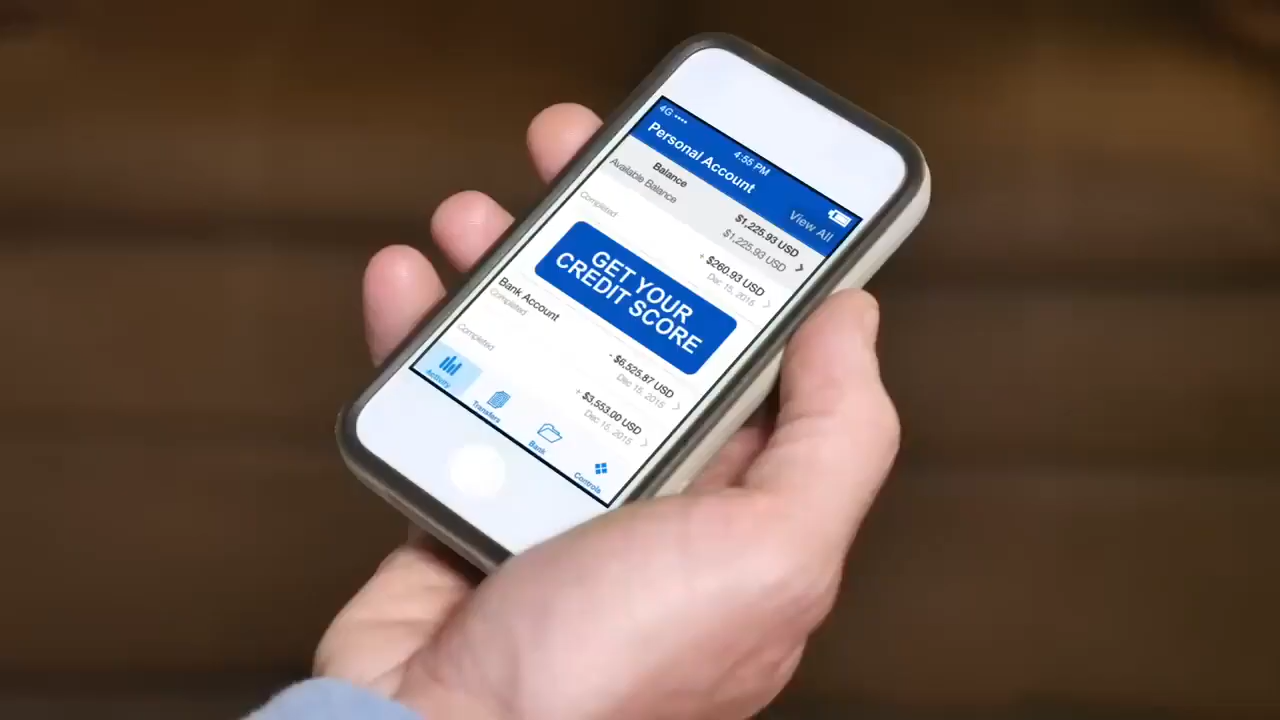 4G
4:55 PM
Personal Account
View All
Balance
$1,225.93 USD
Available Balance
$1,225.93 USD
Completed
+ $260.93 USD
Dec 15, 2015
GET YOUR
CREDIT SCORE
Bank Account
Completed
- $6,525.87 USD
Dec 15, 2015
Completed
+ $3,553.00 USD
Dec 15, 2015
Activity
Transfers
Bank
Controls